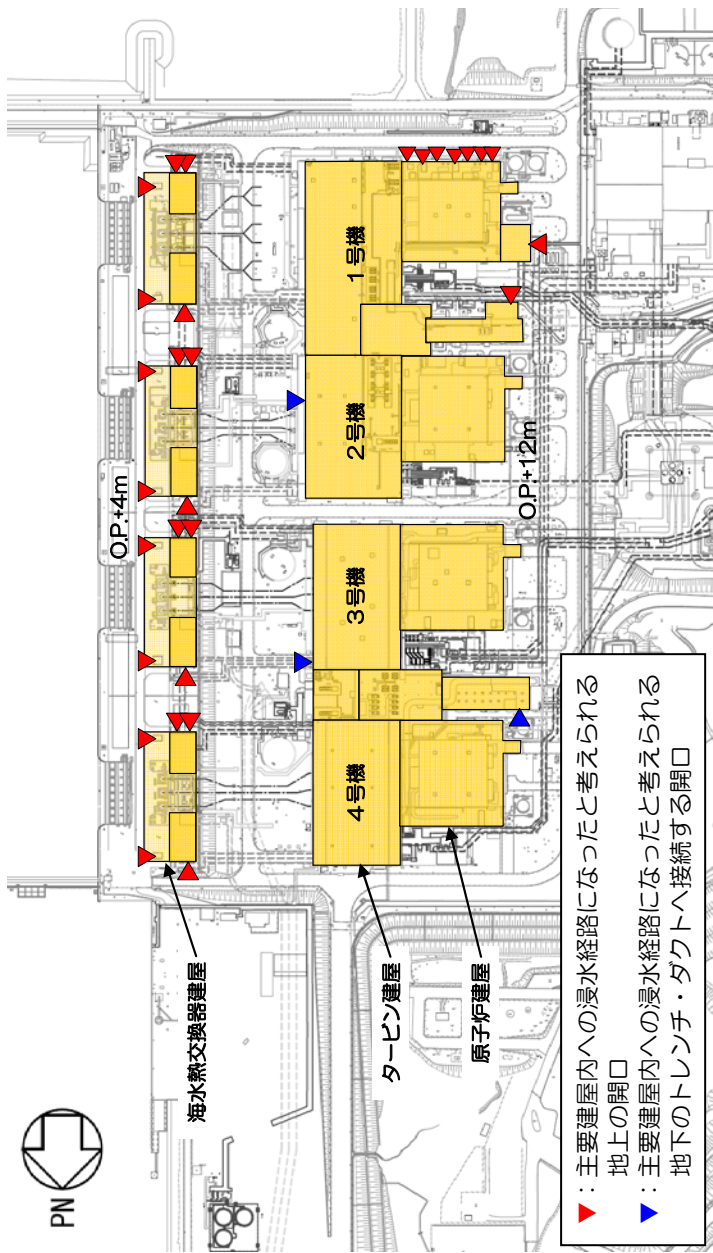 O.P.+4m
1号機
2号機
3号機
4号機
O.P.+12m
海水熱交換器建屋
タービン建屋
原子炉建屋
PN
▼：主要建屋内への浸水経路になったと考えられる
地上の開口
▼：主要建屋内への浸水経路になったと考えられる
地下のトレンチ・ダクトへ接続する開口